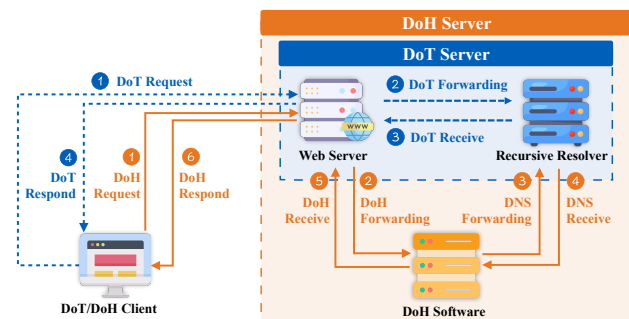 DoH Server
DoT Server
1 DoT Request
2 DoT Forwarding
WWW
3 DoT Receive
Web Server
Recursive Resolver
4
DoT
Respond
1
DoH
Request
6
DoH
Respond
5
DoH
Receive
2
DoH
Forwarding
3
DNS
Forwarding
4
DNS
Receive
DoT/DoH Client
DoH Software